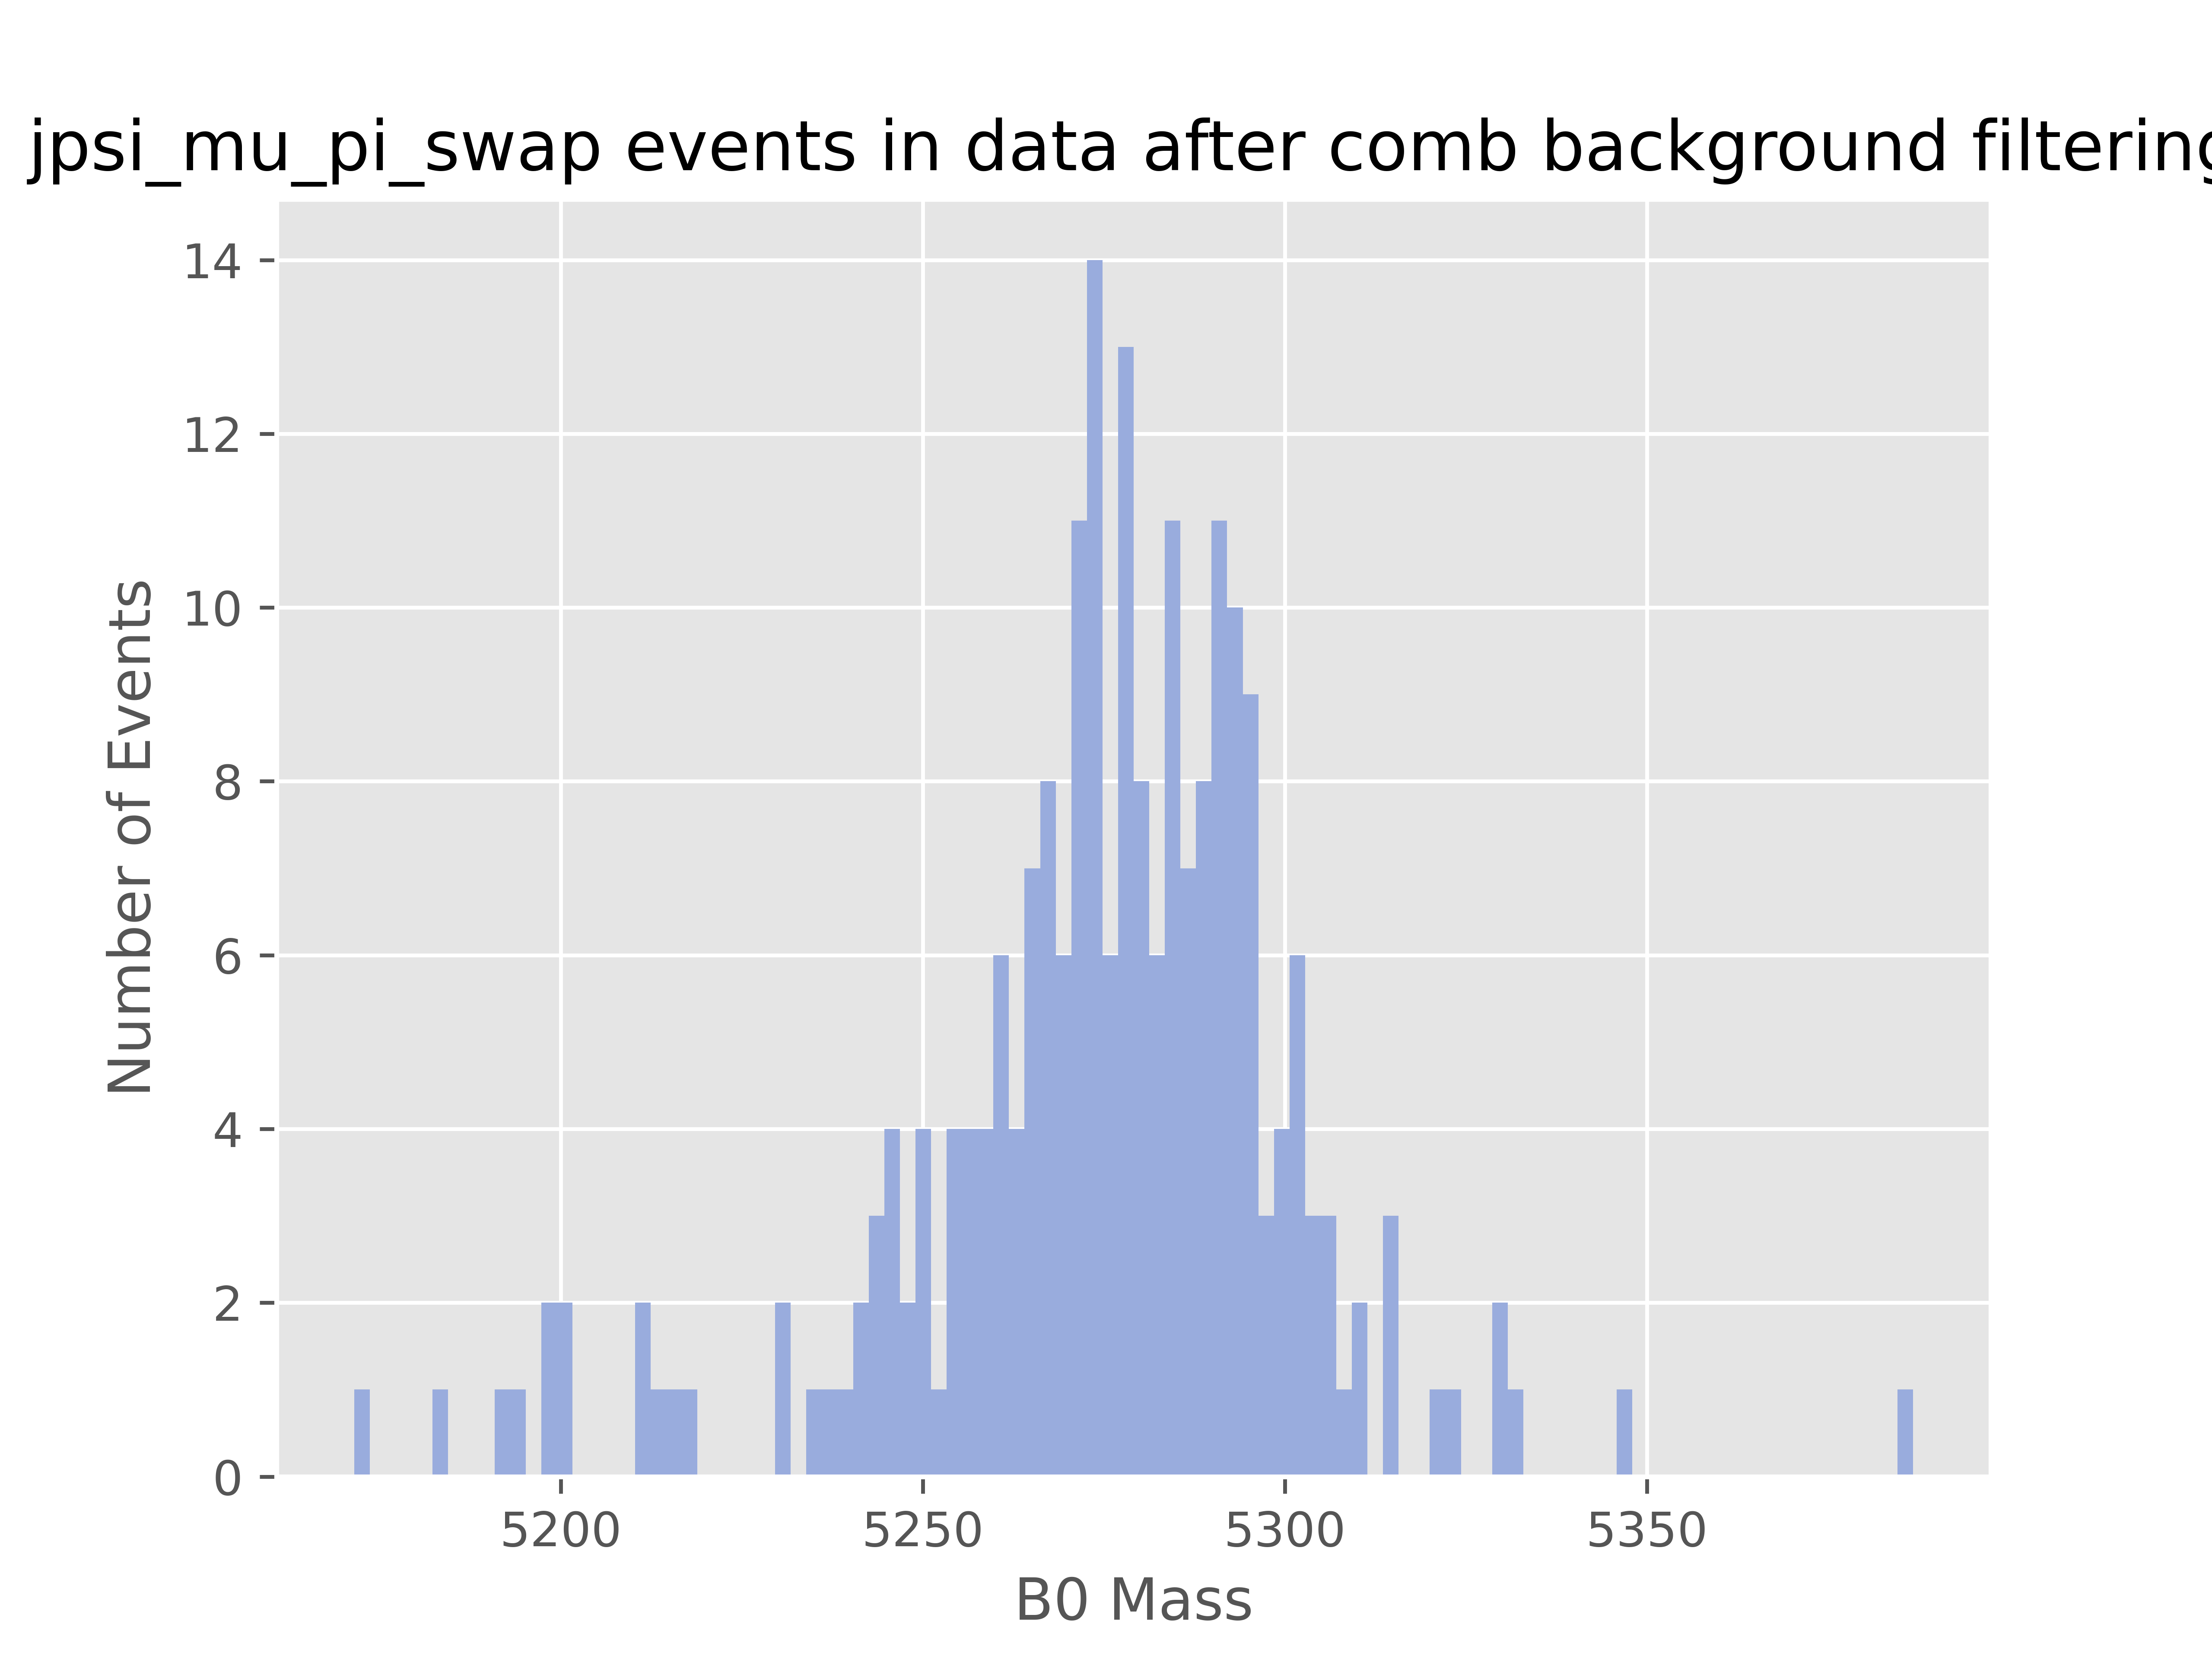 jpsi_mu_pi_swap events in data after comb background filtering
14
12
10
8
6
4
2
0
Number of Events
5200 5250 5300 5350
B0 Mass